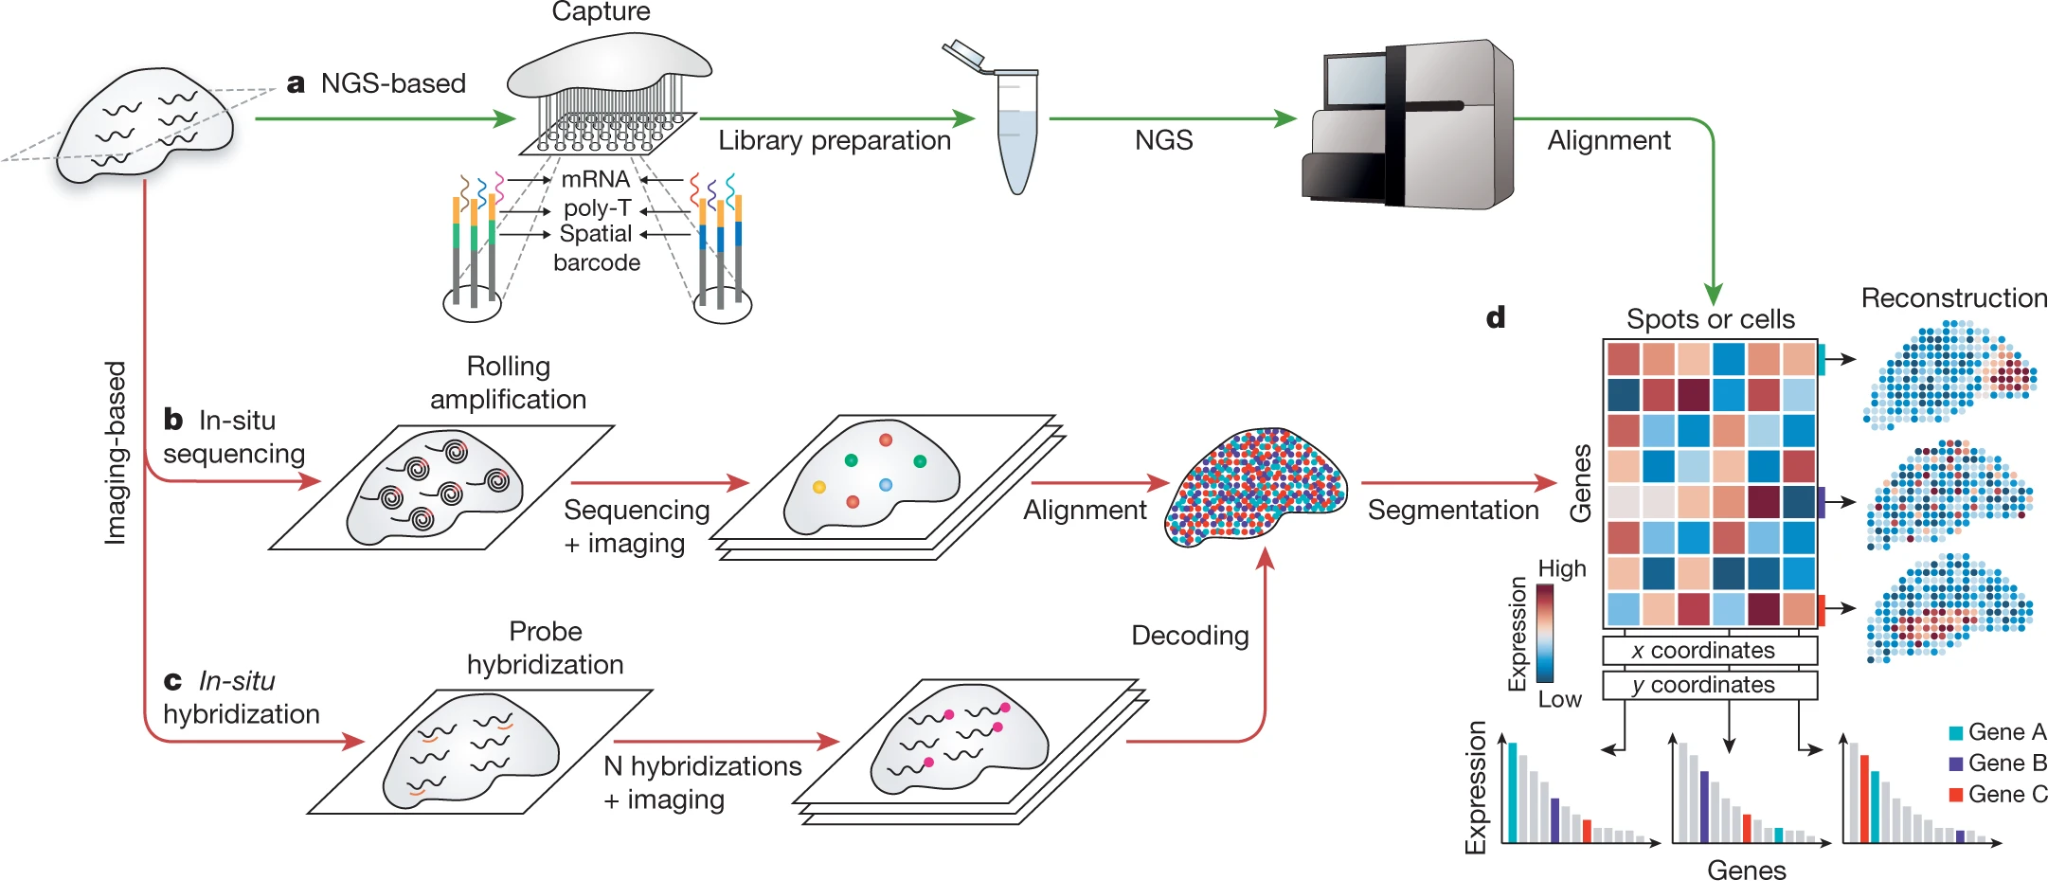 Capture
a NGS-based
Library preparation
NGS
Alignment
mRNA
poly-T
Spatial
barcode
Imaging-based
b In-situ
sequencing
Rolling
amplification
Sequencing
+ imaging
Alignment
Segmentation
c In-situ
hybridization
Probe
hybridization
N hybridizations
+ imaging
Decoding
d
Spots or cells
Reconstruction
Genes
Expression
High
Low
x coordinates
y coordinates
Expression
Genes
Gene A
Gene B
Gene C